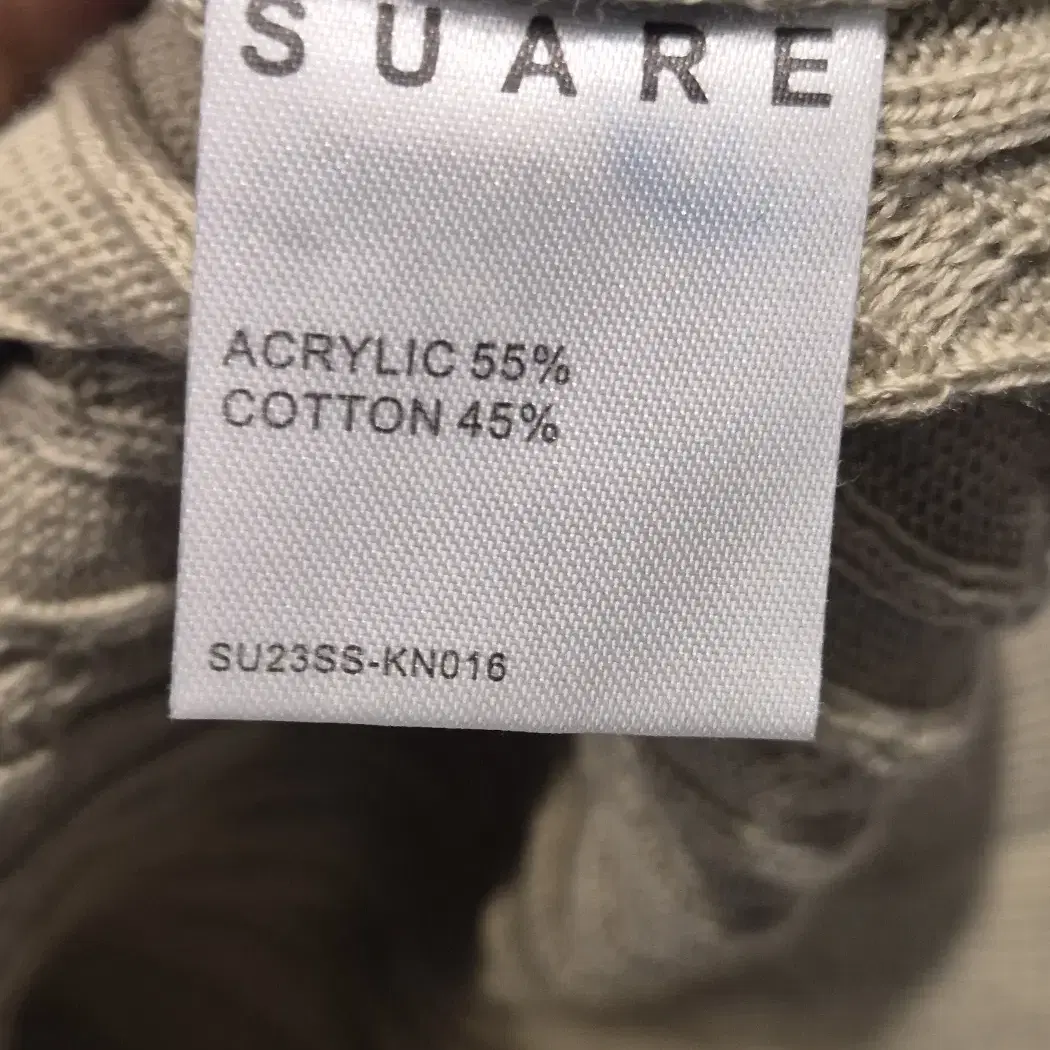 SUARE
ACRYLIC 55%
COTTON 45%
SU23SS-KN016